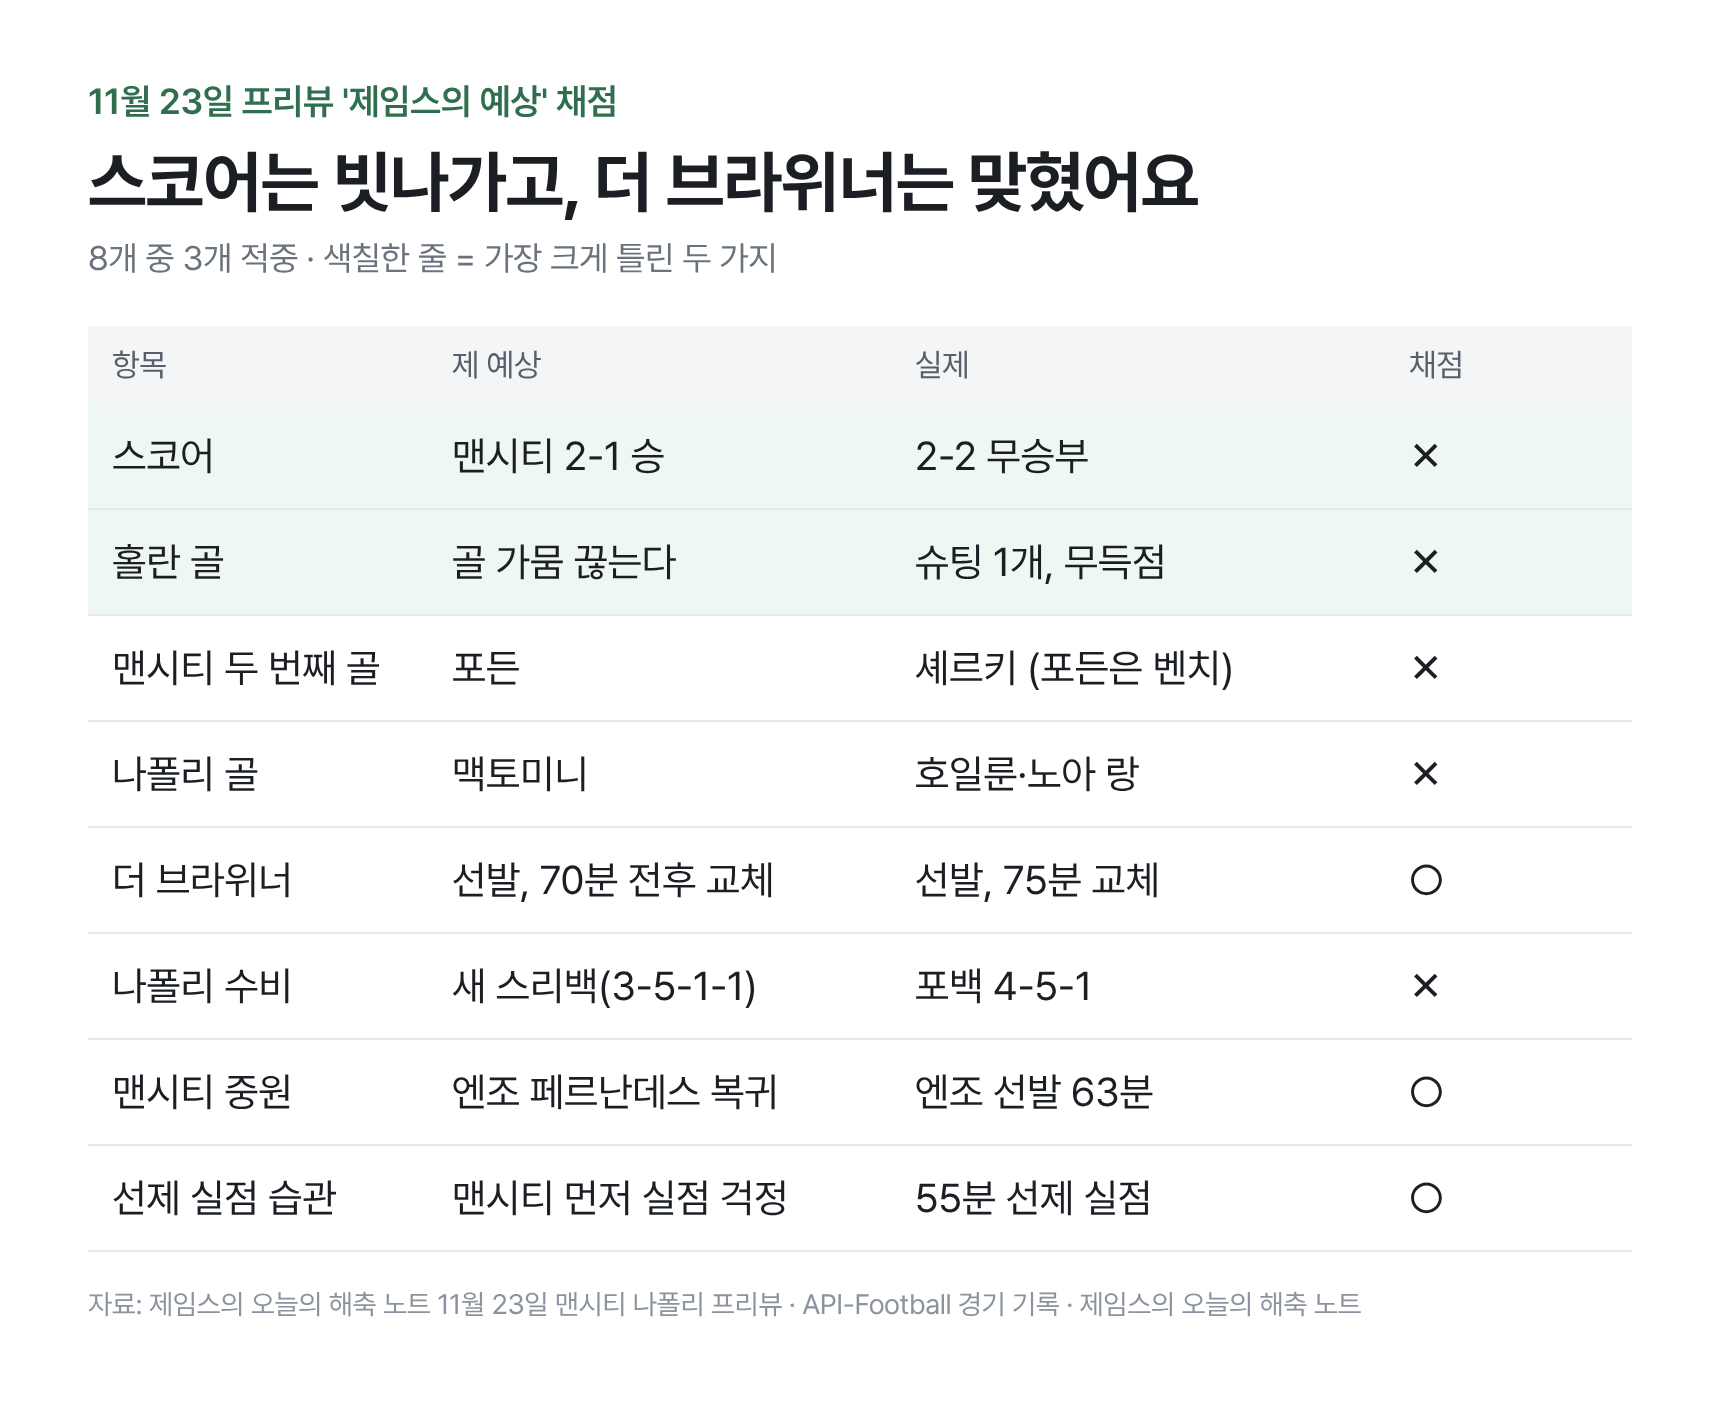 11월 23일 프리뷰 '제임스의 예상' 채점
스코어는 빗나가고, 더 브라위너는 맞혔어요
8개 중 3개 적중 · 색칠한 줄 = 가장 크게 틀린 두 가지
항목 제 예상 실제 채점
스코어 맨시티 2-1 승 2-2 무승부 ✕
홀란 골 골 가뭄 끊는다 슈팅 1개, 무득점 ✕
맨시티 두 번째 골 포든 셰르키 (포든은 벤치) ✕
나폴리 골 맥토미니 호일룬·노아 랑 ✕
더 브라위너 선발, 70분 전후 교체 선발, 75분 교체 ○
나폴리 수비 새 스리백(3-5-1-1) 포백 4-5-1 ✕
맨시티 중원 엔조 페르난데스 복귀 엔조 선발 63분 ○
선제 실점 습관 맨시티 먼저 실점 걱정 55분 선제 실점 ○
자료: 제임스의 오늘의 해축 노트 11월 23일 맨시티 나폴리 프리뷰 · API-Football 경기 기록 · 제임스의 오늘의 해축 노트